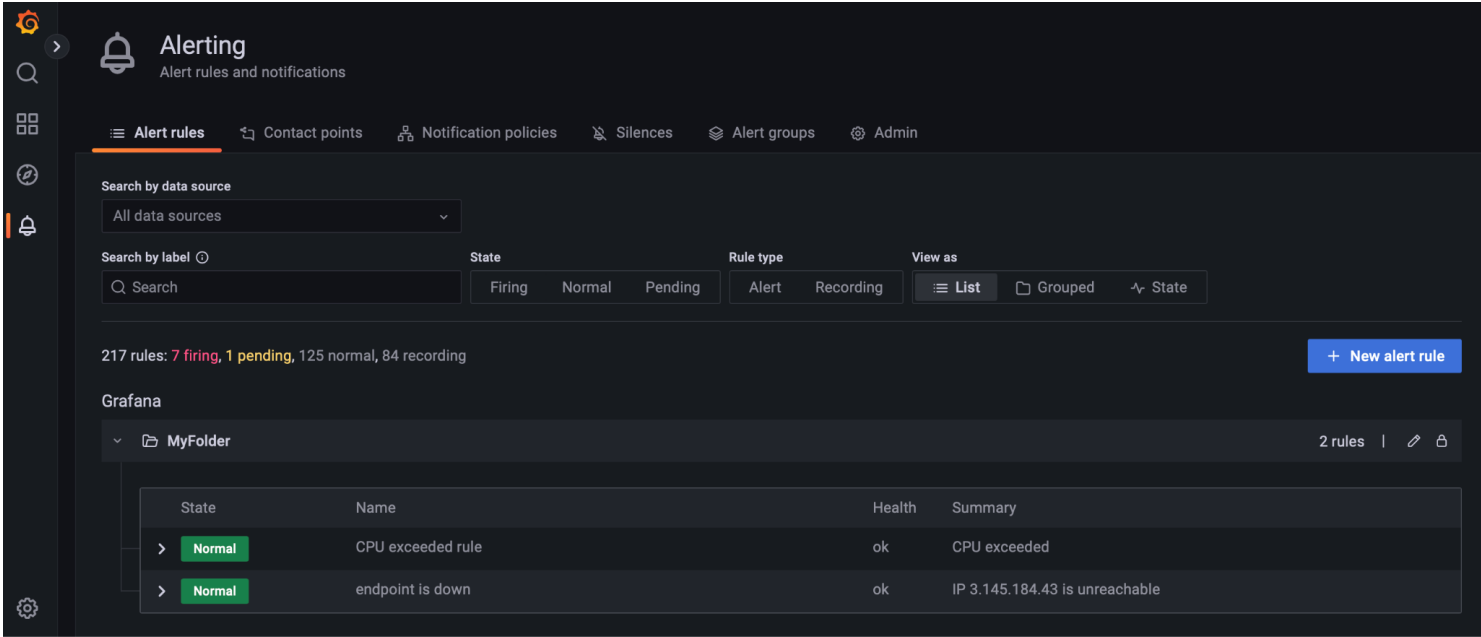 Alerting
Alert rules and notifications
Alert rules Contact points Notification policies Silences Alert groups Admin
Search by data source
All data sources
Search by label State Rule type View as
Search Firing Normal Pending Alert Recording List Grouped State
217 rules: 7 firing, 1 pending, 125 normal, 84 recording + New alert rule
Grafana
MyFolder 2 rules |
State Name Health Summary
Normal CPU exceeded rule ok CPU exceeded
Normal endpoint is down ok IP 3.145.184.43 is unreachable